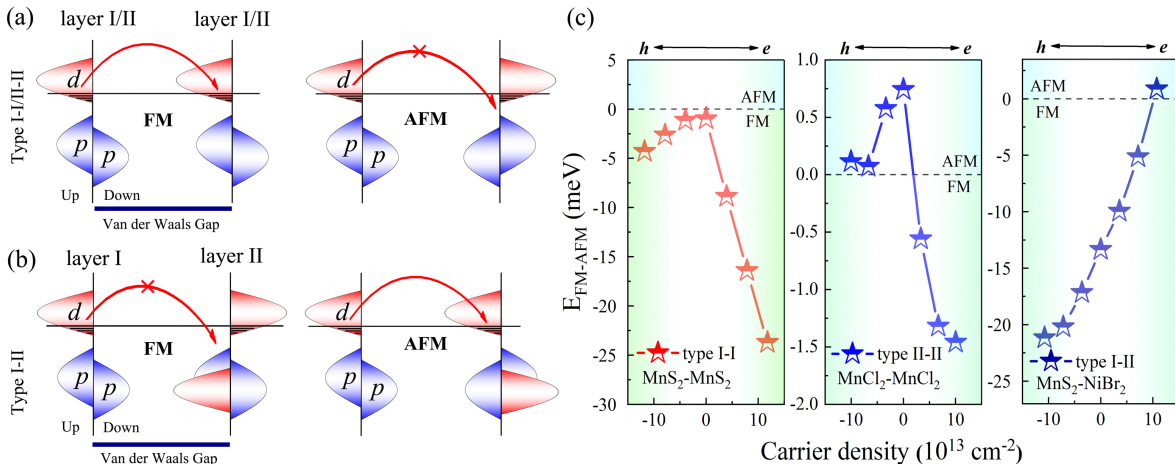 (a)
layer I/II
layer I/II
Type I-I/II-II
d
FM
p
p
Up
Down
Van der Waals Gap
d
AFM
p
p
(b)
layer I
layer II
Type I-II
d
FM
p
p
Up
Down
Van der Waals Gap
d
AFM
p
p
(c)
E_FM-AFM (meV)
h
e
5
0
-5
-10
-15
-20
-25
-30
AFM
FM
type I-I
MnS₂-MnS₂
-10
0
10
h
e
1.0
0.5
0.0
-0.5
-1.0
-1.5
-2.0
AFM
FM
type II-II
MnCl₂-MnCl₂
-10
0
10
h
e
0
-5
-10
-15
-20
-25
AFM
FM
type I-II
MnS₂-NiBr₂
-10
0
10
Carrier density (10¹³ cm⁻²)